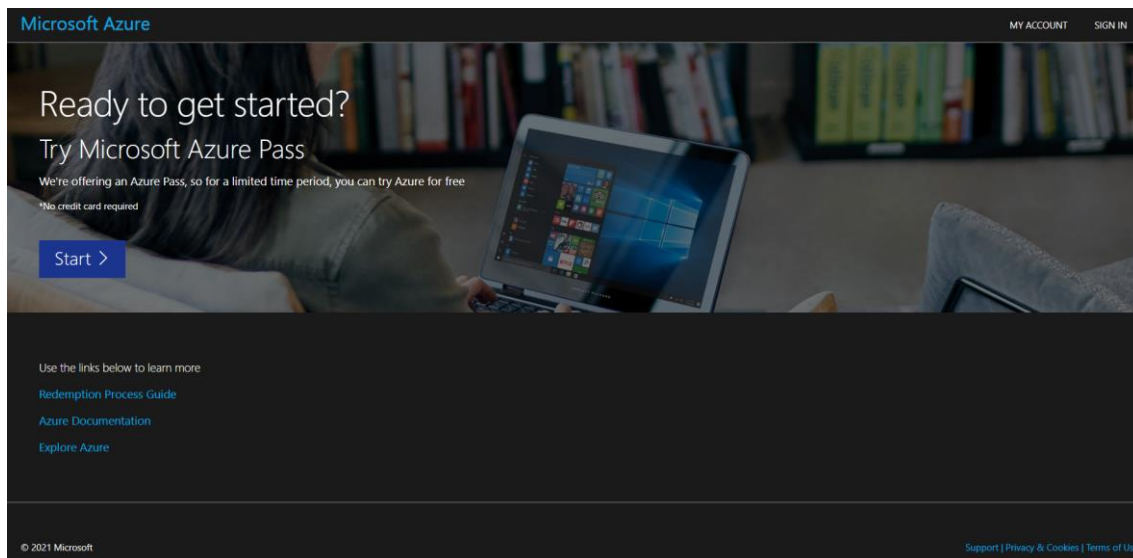 Microsoft Azure
MY ACCOUNT
SIGN IN
Ready to get started?
Try Microsoft Azure Pass
We're offering an Azure Pass, so for a limited time period, you can try Azure for free
*No credit card required
Start >
Use the links below to learn more
Redemption Process Guide
Azure Documentation
Explore Azure
© 2021 Microsoft
Support | Privacy & Cookies | Terms of Us